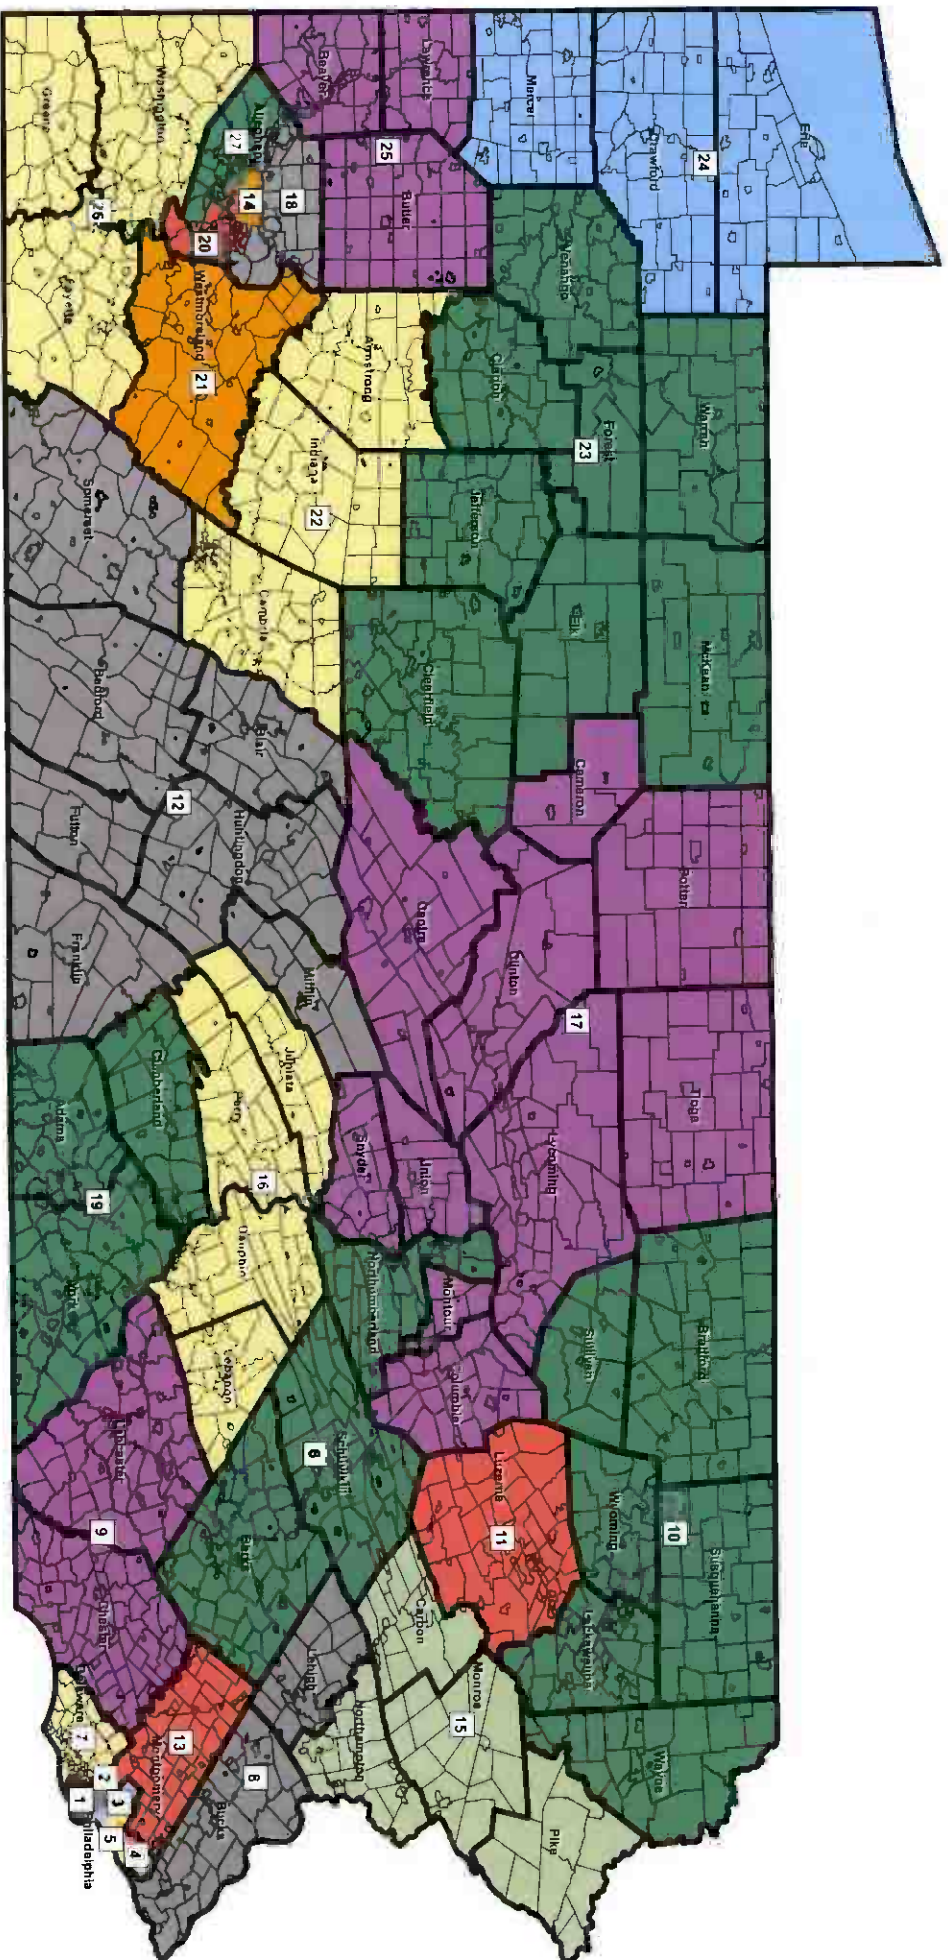 Erie
24
Crawford
Mercer
Lawrence
Beaver
25
Butler
Venango
Warren
Forest
23
Clarion
Armstrong
Allegheny
27
18
14
20
Washington
Greene
Fayette
Westmoreland
21
Indiana
22
Jefferson
Elk
McKean
Cameron
Clearfield
Cambria
Somerset
Bedford
Blair
12
Huntingdon
Fulton
Franklin
Mifflin
Centre
Clinton
17
Potter
Tioga
Lycoming
Union
Snyder
Juniata
Perry
16
Cumberland
Adams
19
York
Dauphin
Lebanon
Northumberland
Montour
Columbia
Sullivan
Bradford
Susquehanna
10
Wyoming
Lackawanna
Wayne
Luzerne
11
Schuylkill
6
Berks
Lancaster
9
Chester
Carbon
Monroe
15
Pike
Northampton
Lehigh
Bucks
8
Montgomery
13
Delaware
7
2
1
3
5
4
Philadelphia